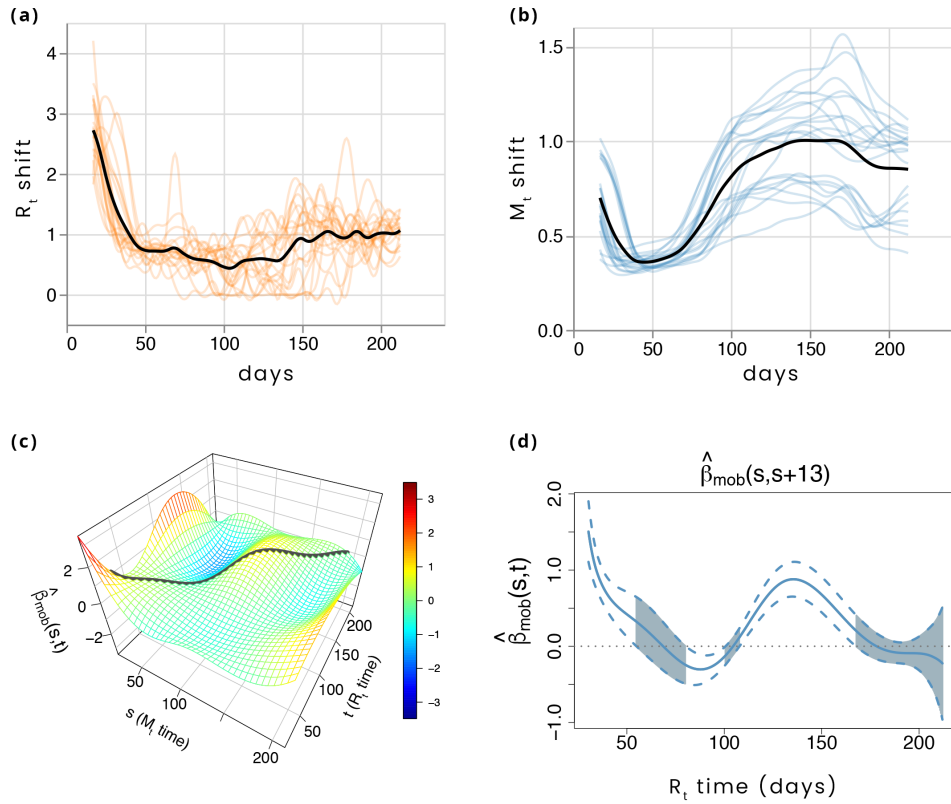 (a)
R_t shift
4
3
2
1
0
0 50 100 150 200
days
(b)
M_t shift
1.5
1.0
0.5
0.0
0 50 100 150 200
days
(c)
β̂_mob(s,t)
2
0
−2
50
100
200
s (M_t time)
50
100
150
200
t (R_t time)
3
2
1
0
−1
−2
−3
(d)
β̂_mob(s,s+13)
β̂_mob(s,t)
2.0
1.0
0.0
−1.0
50 100 150 200
R_t time (days)